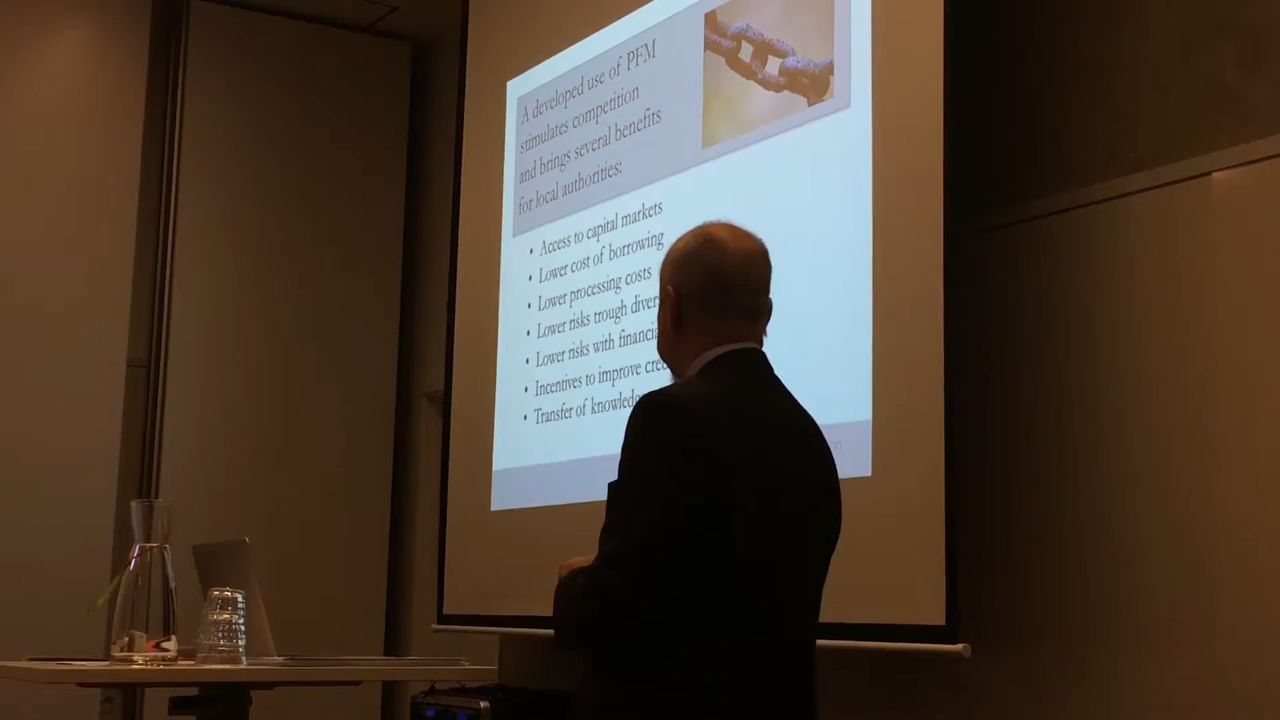 A developed use of PFM
stimulates competition
and brings several benefits
for local authorities:
• Access to capital markets
• Lower cost of borrowing
• Lower processing costs
• Lower risks trough
• Lower risks with
• Incentives to improve
• Transfer of